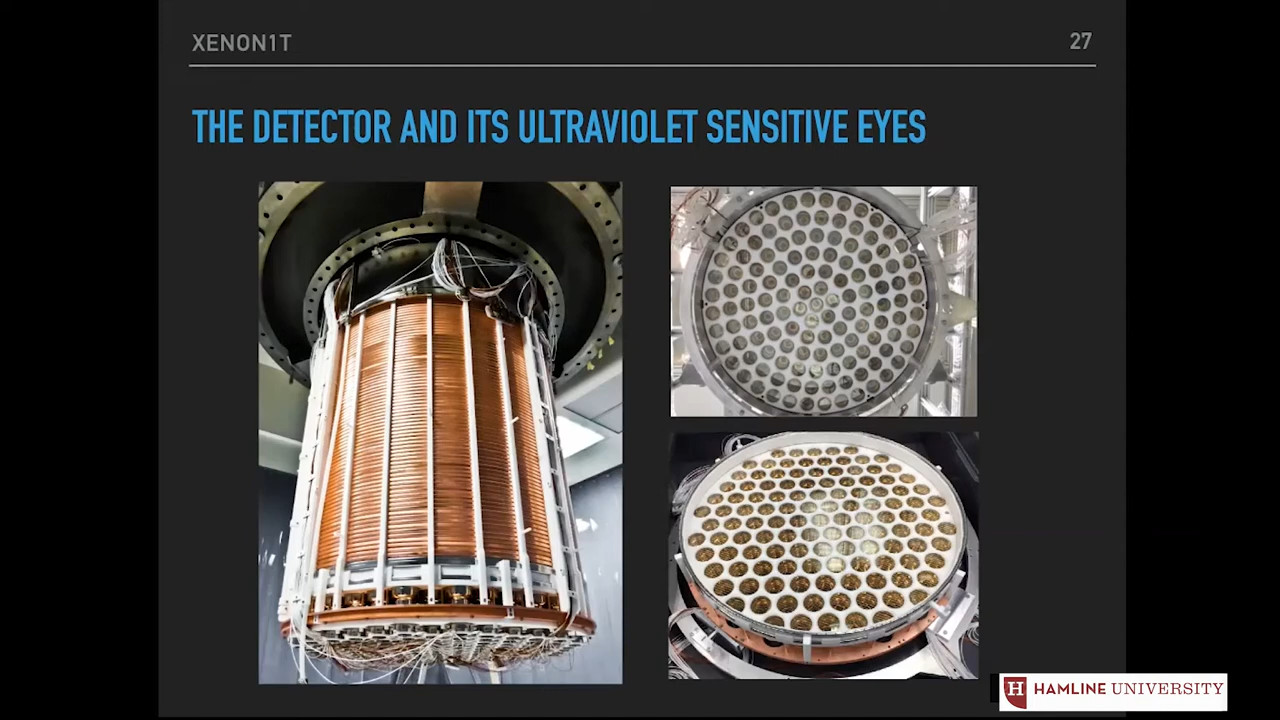 XENON1T
27
THE DETECTOR AND ITS ULTRAVIOLET SENSITIVE EYES
H HAMLINE UNIVERSITY